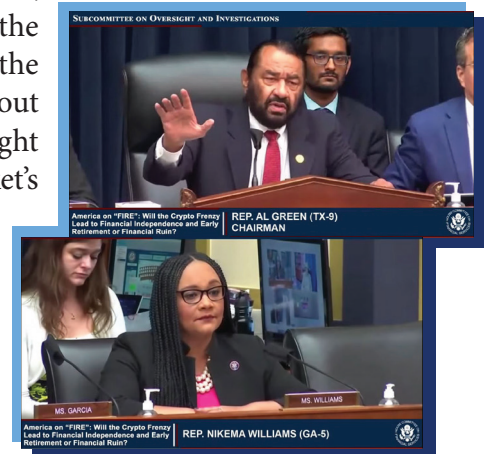 the
the
out
ght
et's
SUBCOMMITTEE ON OVERSIGHT AND INVESTIGATIONS
America on "FIRE": Will the Crypto Frenzy
Lead to Financial Independence and Early
Retirement or Financial Ruin?
REP. AL GREEN (TX-9)
CHAIRMAN
MS. GARCIA
MS. WILLIAMS
America on "FIRE": Will the Crypto Frenzy
Lead to Financial Independence and Early
Retirement or Financial Ruin?
REP. NIKEMA WILLIAMS (GA-5)